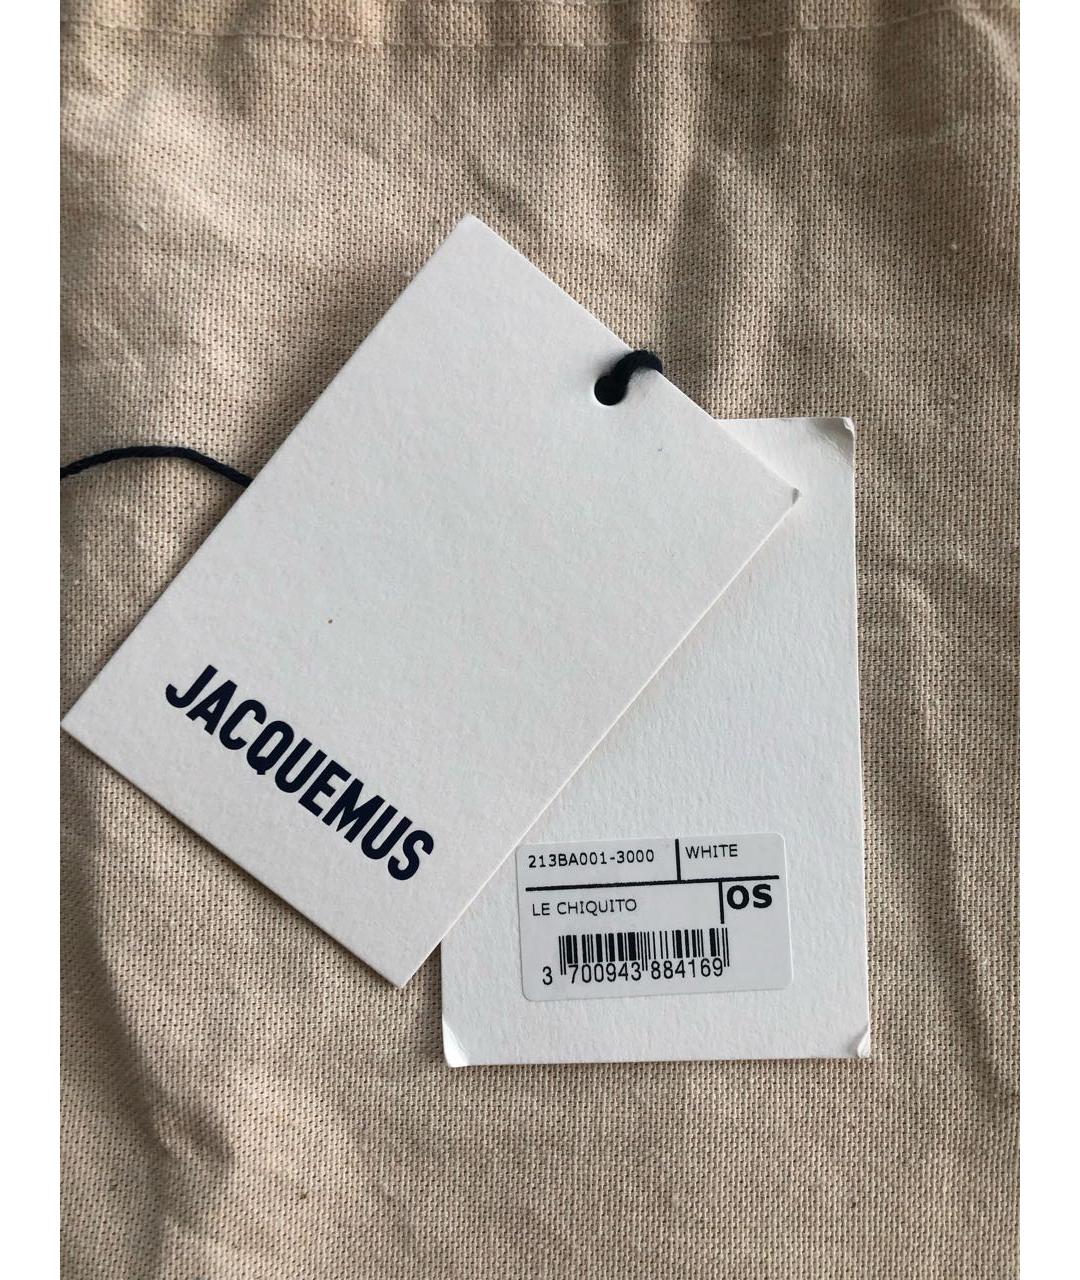 JACQUEMUS
213BA001-3000 WHITE
LE CHIQUITO OS
3 700943 884169